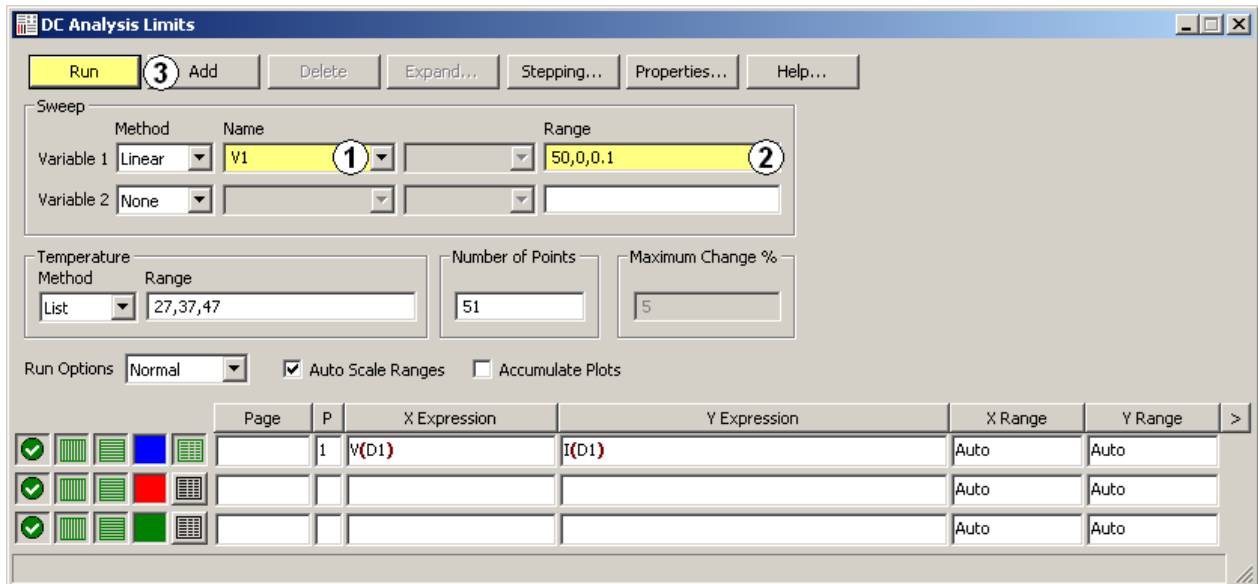 DC Analysis Limits
Run 3 Add Delete Expand... Stepping... Properties... Help...
Sweep
Method Name Range
Variable 1 Linear V1 1 50,0,0.1 2
Variable 2 None
Temperature Number of Points Maximum Change %
Method Range
List 27,37,47 51 5
Run Options Normal Auto Scale Ranges Accumulate Plots
Page P X Expression Y Expression X Range Y Range >
1 V(D1) I(D1) Auto Auto
Auto Auto
Auto Auto